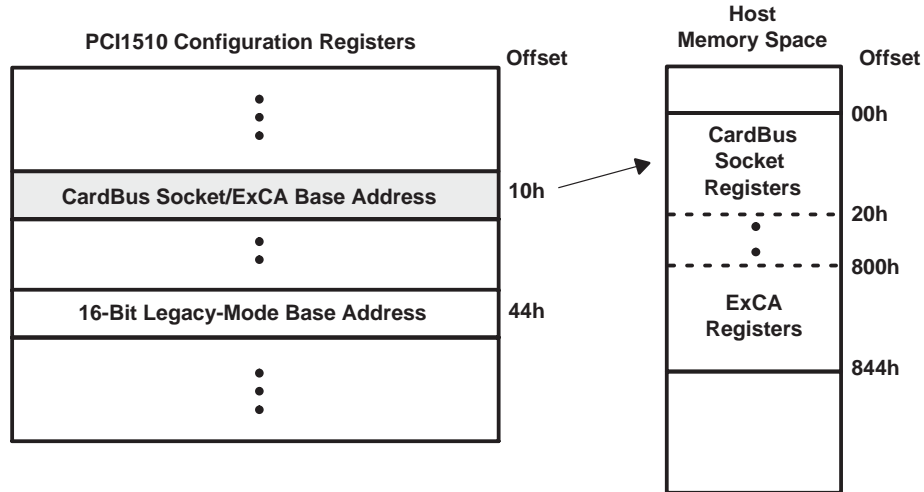 PCI1510 Configuration Registers
Offset
CardBus Socket/ExCA Base Address
10h
16-Bit Legacy-Mode Base Address
44h
Host
Memory Space
Offset
00h
CardBus
Socket
Registers
20h
800h
ExCA
Registers
844h